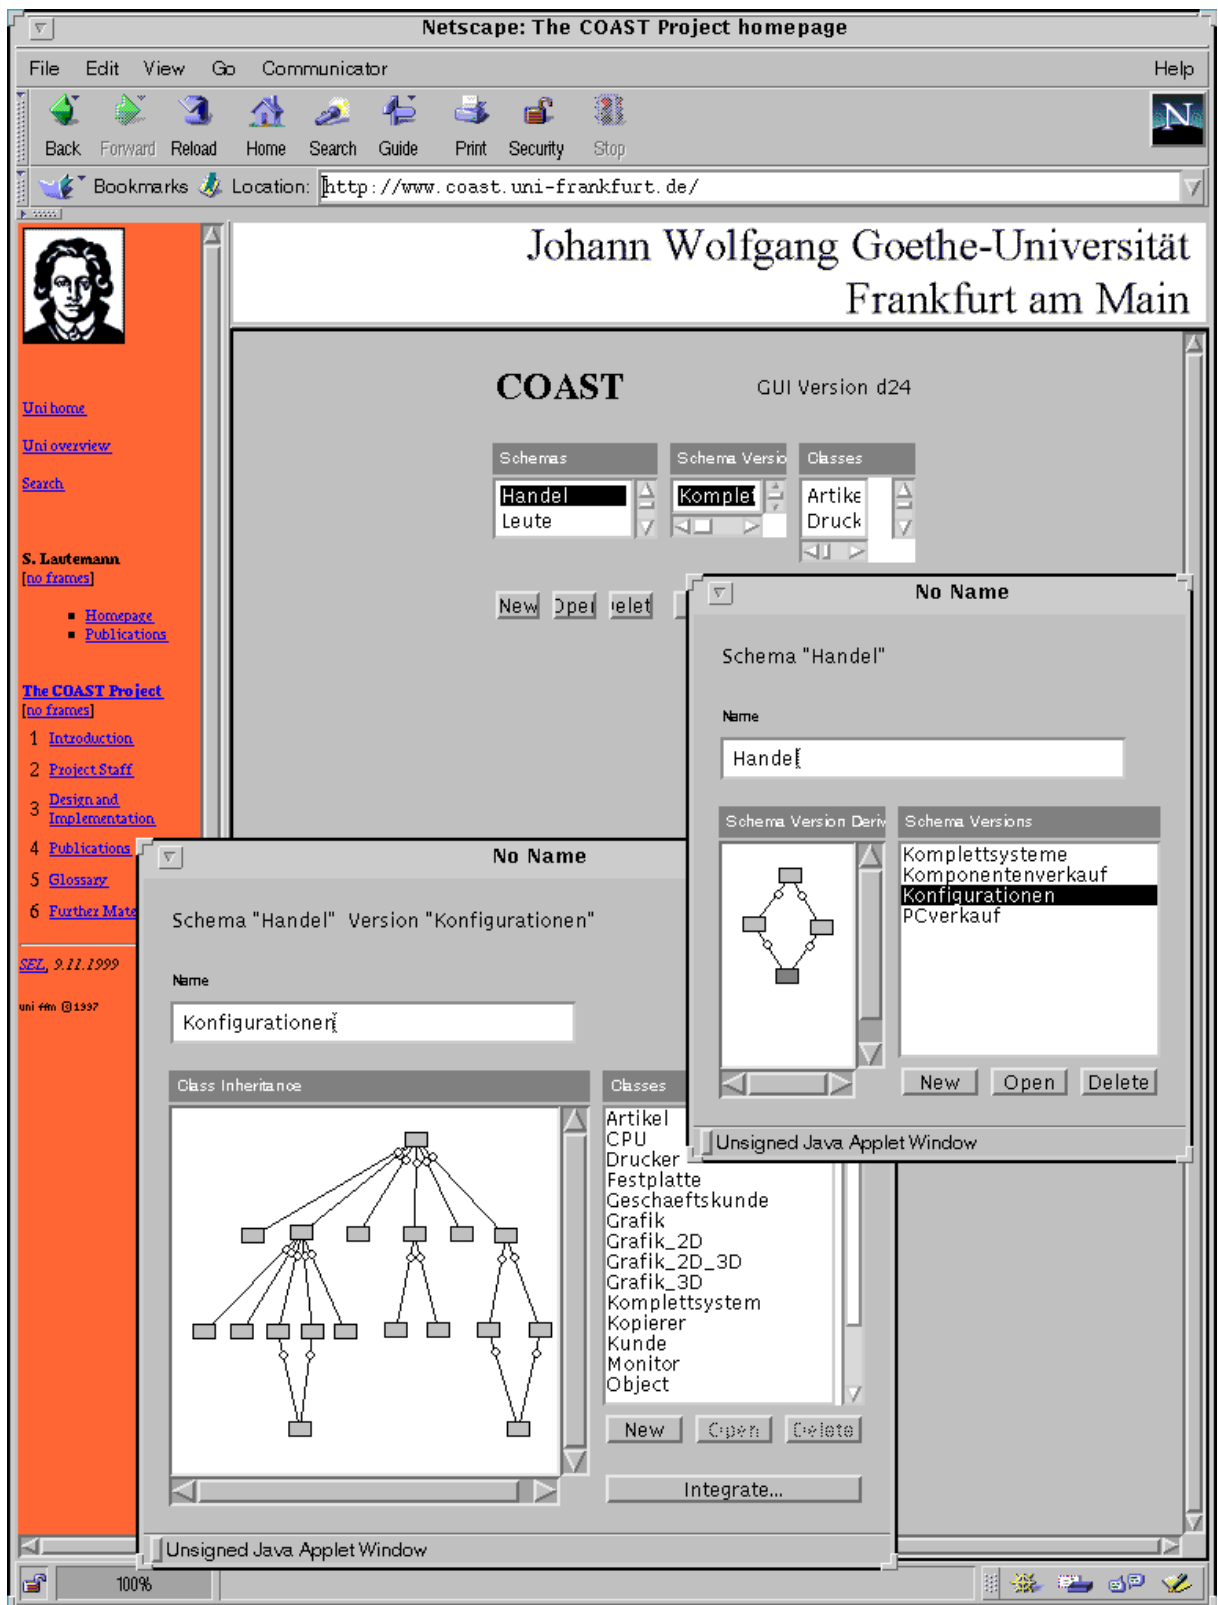 Netscape: The COAST Project homepage
File Edit View Go Communicator Help
Back Forward Reload Home Search Guide Print Security Stop
N
Bookmarks Location: http://www.coast.uni-frankfurt.de/
Johann Wolfgang Goethe-Universität
Frankfurt am Main
Uni home
Uni overview
Search
S. Lautemann
[no frames]
Homepage
Publications
The COAST Project
[no frames]
1 Introduction
2 Project Staff
3 Design and
Implementation
4 Publications
5 Glossary
6 Further Mate
SEL, 9.11.1999
uni ffm @1997
COAST GUI Version d24
Schemas Schema Versio Classes
Handel Komplet Artike
Leute Druck
New Oper elet
No Name
Schema "Handel"
Name
Handel
Schema Version Deriv Schema Versions
Komplettsysteme
Komponentenverkauf
Konfigurationen
PCverkauf
New Open Delete
Unsigned Java Applet Window
No Name
Schema "Handel" Version "Konfigurationen"
Name
Konfigurationen
Class Inheritance Classes
Artikel
CPU
Drucker
Festplatte
Geschaeftskunde
Grafik
Grafik_2D
Grafik_2D_3D
Grafik_3D
Komplettsystem
Kopierer
Kunde
Monitor
Object
New Open Delete
Integrate...
Unsigned Java Applet Window
100%